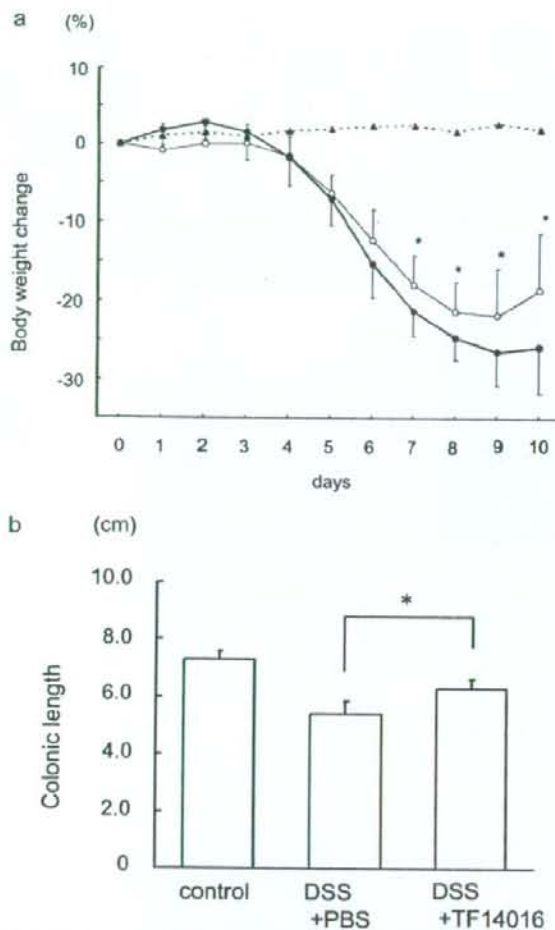 a (%)
10
0
-10
-20
-30
Body weight change
* * * *
0 1 2 3 4 5 6 7 8 9 10
days
b (cm)
10.0
8.0
6.0
4.0
2.0
0
Colonic length
*
control DSS DSS
+PBS +TF14016